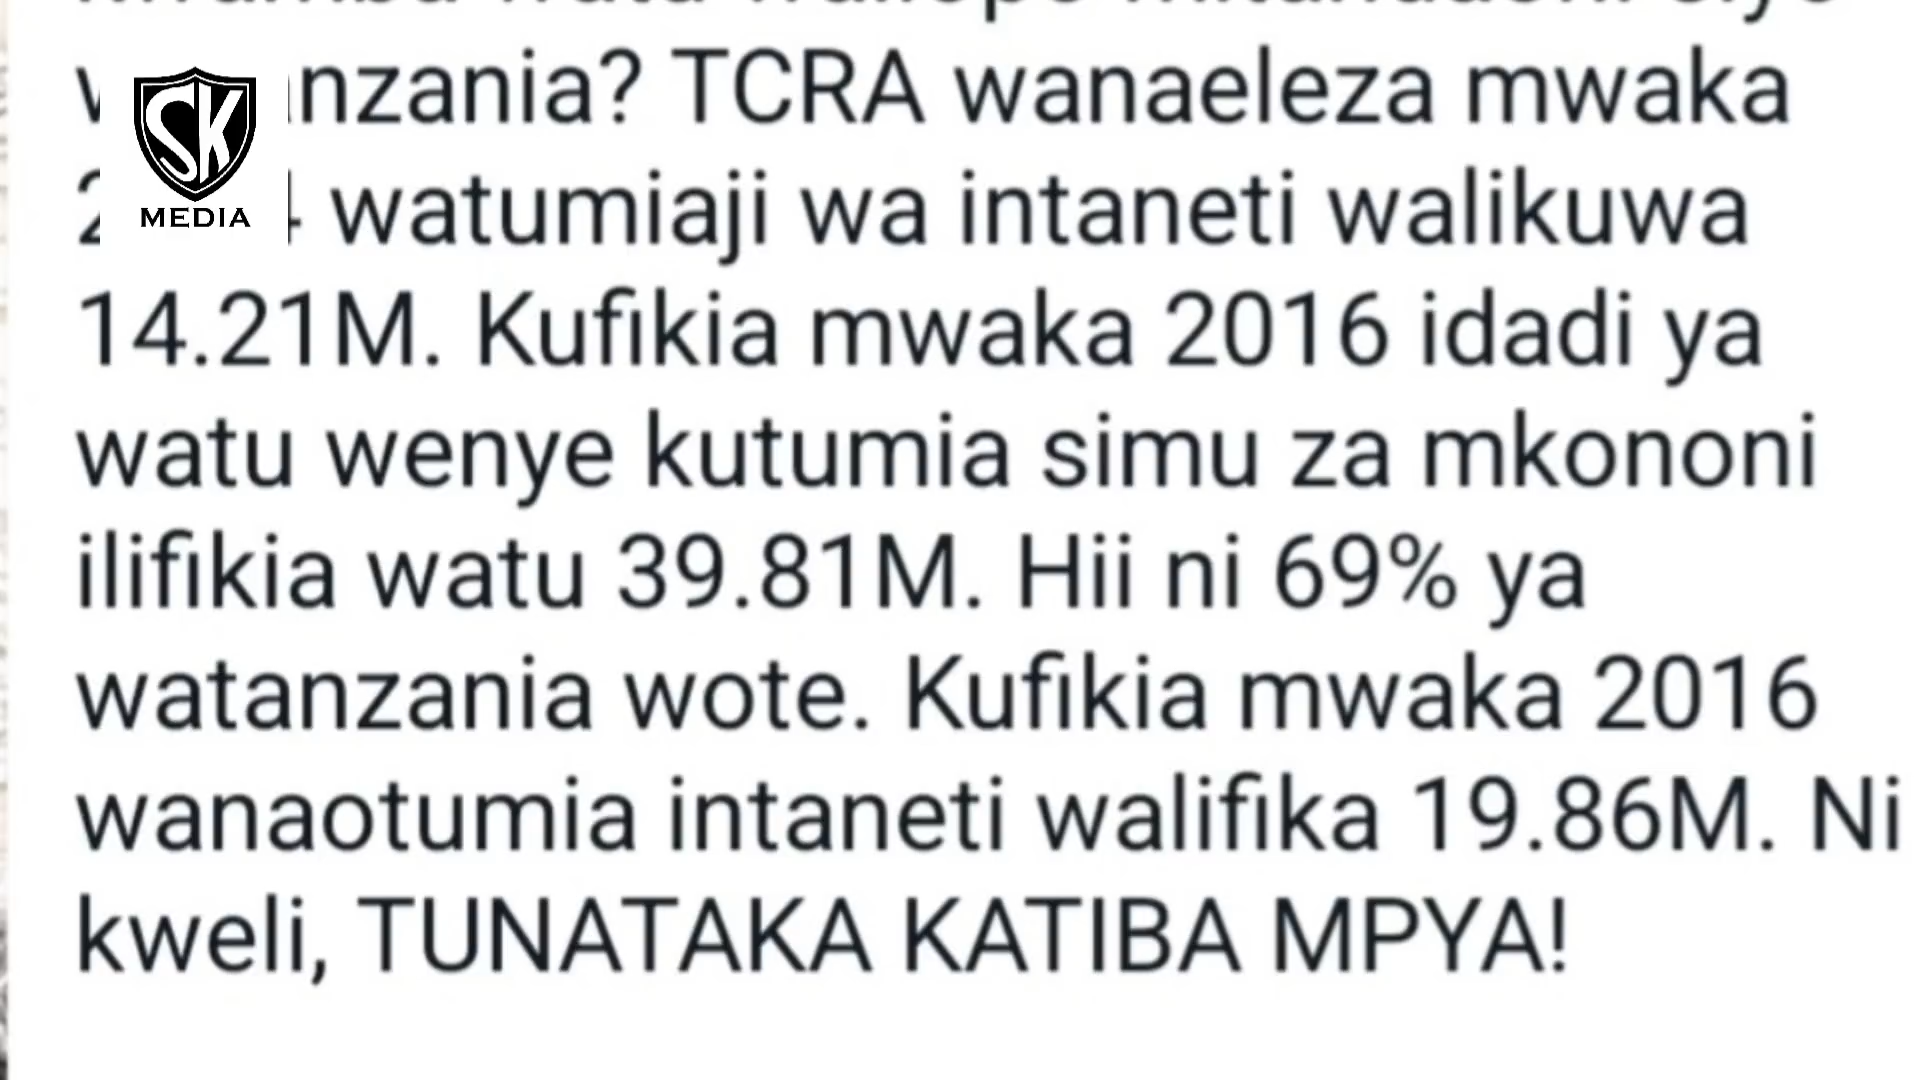 nzania? TCRA wanaeleza mwaka
watumiaji wa intaneti walikuwa
14.21M. Kufikia mwaka 2016 idadi ya
watu wenye kutumia simu za mkononi
ilifikia watu 39.81M. Hii ni 69% ya
watanzania wote. Kufikia mwaka 2016
wanaotumia intaneti walifika 19.86M. Ni
kweli, TUNATAKA KATIBA MPYA!
SK
MEDIA